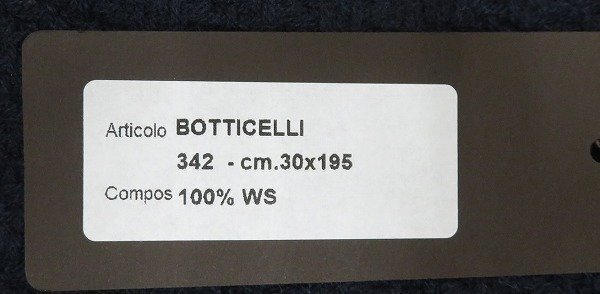 Articolo BOTTICELLI
342 - cm.30x195
Compos 100% WS